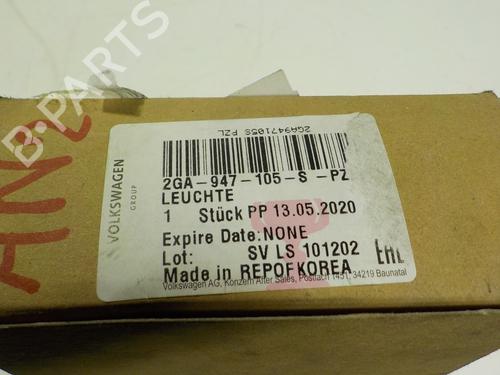 VOLKSWAGEN
GROUP
2GA947105S PZL
2GA-947-105-S -PZ
LEUCHTE
1 Stück PP 13.05.2020
Expire Date: NONE
Lot: SV LS 101202
EAC
Made in REPOFKOREA
Volkswagen AG, Konzern After Sales, Postfach 1451, 34219 Baunatal
B-PARTS